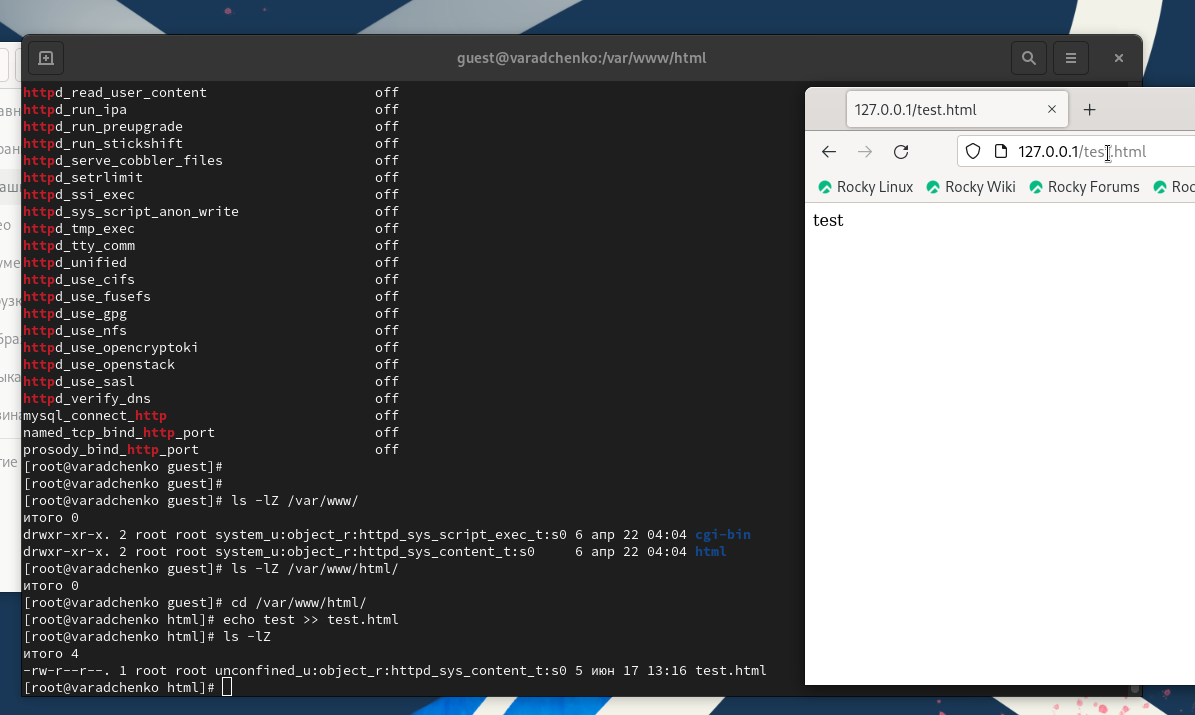 guest@varadchenko:/var/www/html
httpd_read_user_content off
httpd_run_ipa off
httpd_run_preupgrade off
httpd_run_stickshift off
httpd_serve_cobbler_files off
httpd_setrlimit off
httpd_ssi_exec off
httpd_sys_script_anon_write off
httpd_tmp_exec off
httpd_tty_comm off
httpd_unified off
httpd_use_cifs off
httpd_use_fusefs off
httpd_use_gpg off
httpd_use_nfs off
httpd_use_opencryptoki off
httpd_use_openstack off
httpd_use_sasl off
httpd_verify_dns off
mysql_connect_http off
named_tcp_bind_http_port off
prosody_bind_http_port off
[root@varadchenko guest]#
[root@varadchenko guest]#
[root@varadchenko guest]# ls -lZ /var/www/
итого 0
drwxr-xr-x. 2 root root system_u:object_r:httpd_sys_script_exec_t:s0 6 апр 22 04:04 cgi-bin
drwxr-xr-x. 2 root root system_u:object_r:httpd_sys_content_t:s0 6 апр 22 04:04 html
[root@varadchenko guest]# ls -lZ /var/www/html/
итого 0
[root@varadchenko guest]# cd /var/www/html/
[root@varadchenko html]# echo test >> test.html
[root@varadchenko html]# ls -lZ
итого 4
-rw-r--r--. 1 root root unconfined_u:object_r:httpd_sys_content_t:s0 5 июн 17 13:16 test.html
[root@varadchenko html]#
127.0.0.1/test.html
127.0.0.1/test.html
Rocky Linux Rocky Wiki Rocky Forums Roc
test